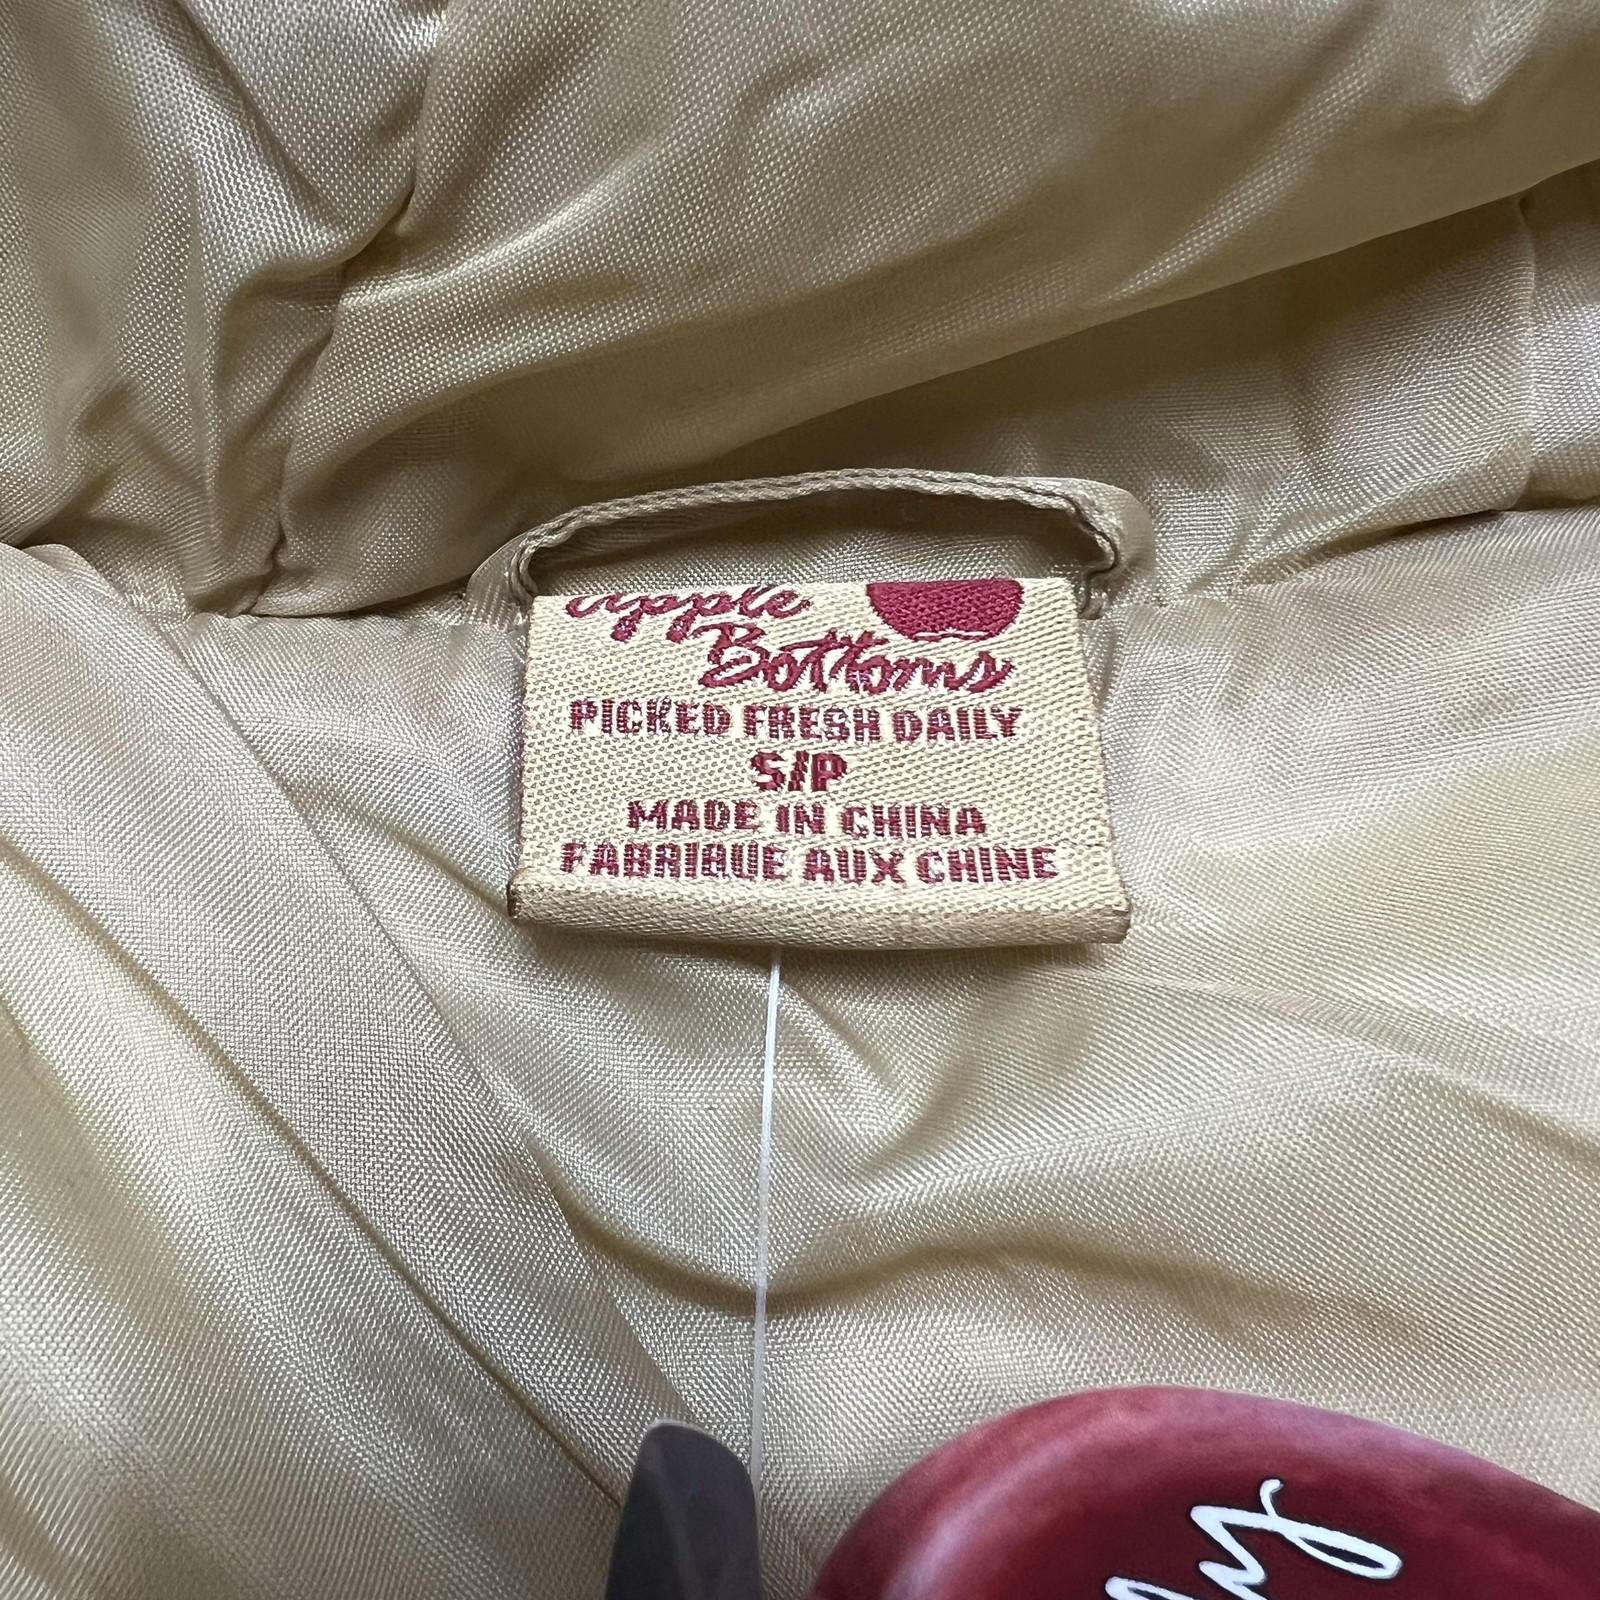 apple
Bottoms
PICKED FRESH DAILY
S/P
MADE IN CHINA
FABRIQUE AUX CHINE